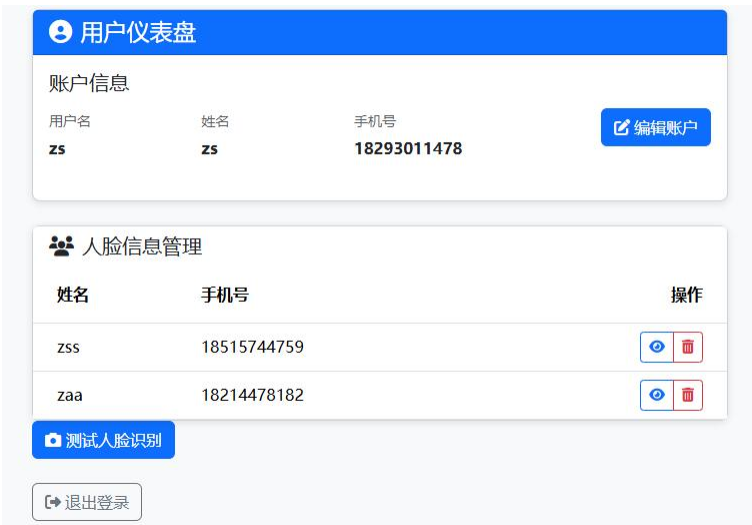 用户仪表盘
账户信息
用户名 姓名 手机号
zs zs 18293011478
编辑账户
人脸信息管理
姓名 手机号 操作
zss 18515744759
zaa 18214478182
测试人脸识别
退出登录